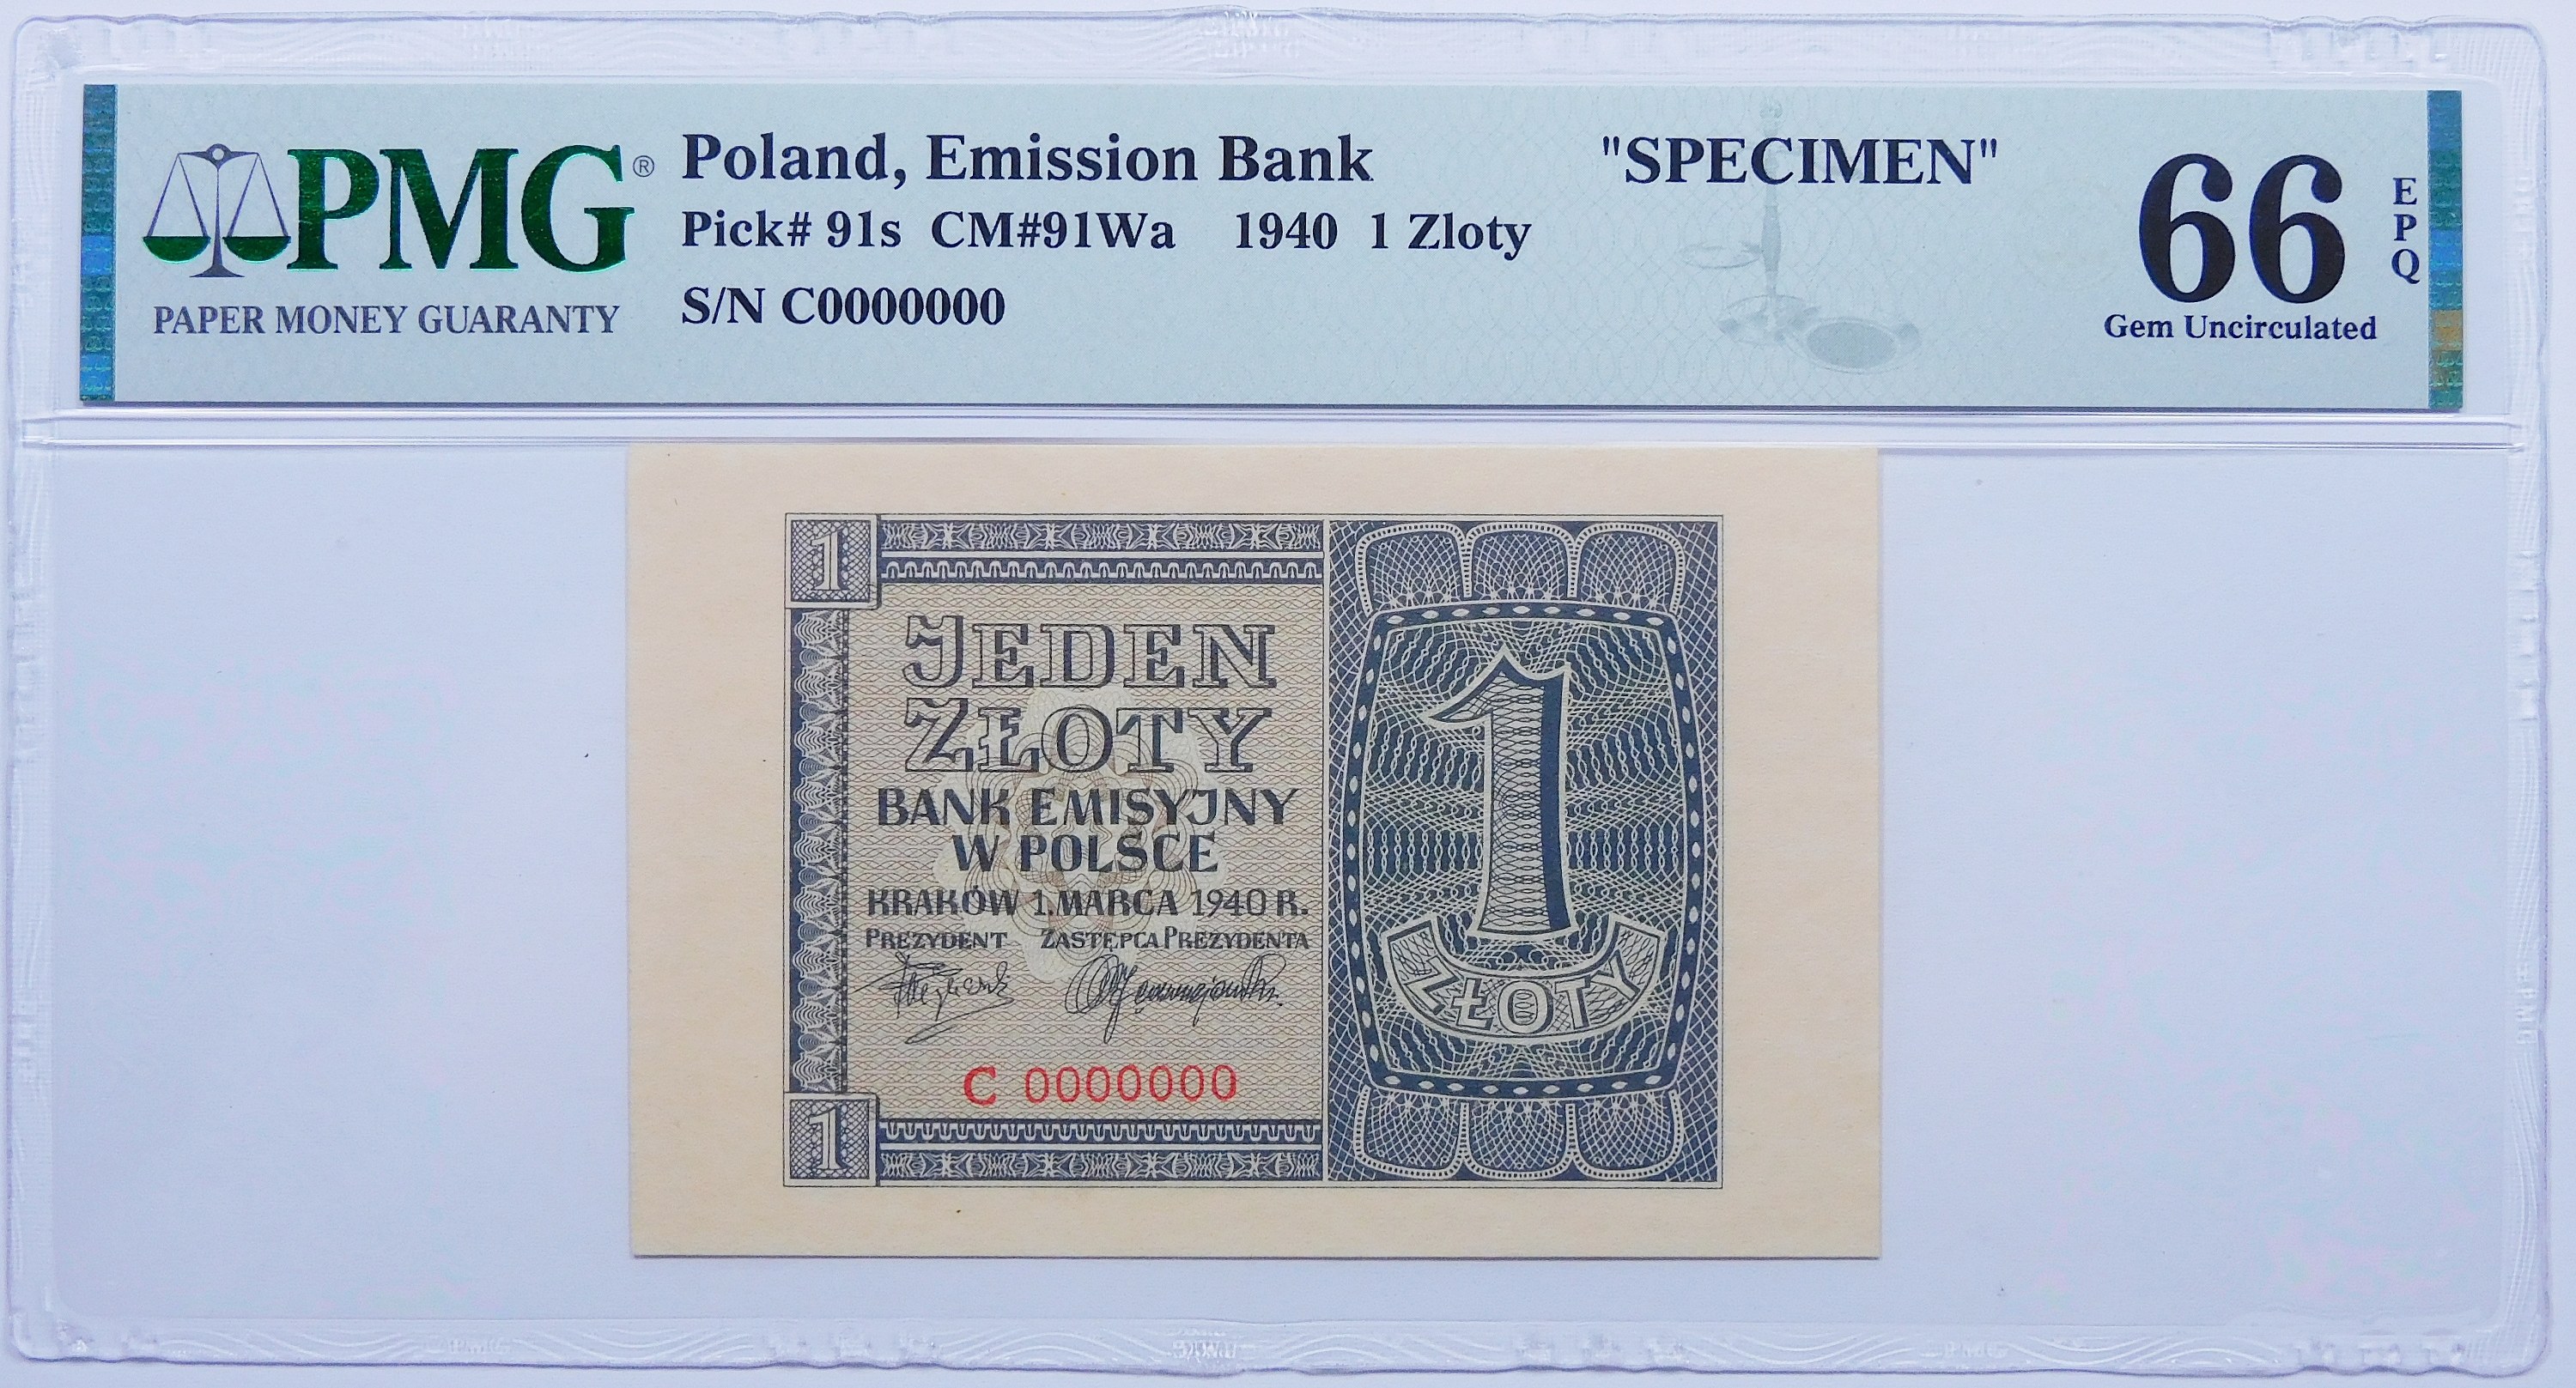 PMG®
PAPER MONEY GUARANTY
Poland, Emission Bank "SPECIMEN"
Pick# 91s CM#91Wa 1940 1 Zloty
S/N C0000000
66
EPQ
Gem Uncirculated
1
JEDEN
ZŁOTY
BANK EMISYJNY
W POLSCE
KRAKÓW 1. MARCA 1940 R.
PREZYDENT ZASTĘPCA PREZYDENTA
C 0000000
1
1
ZŁOTY